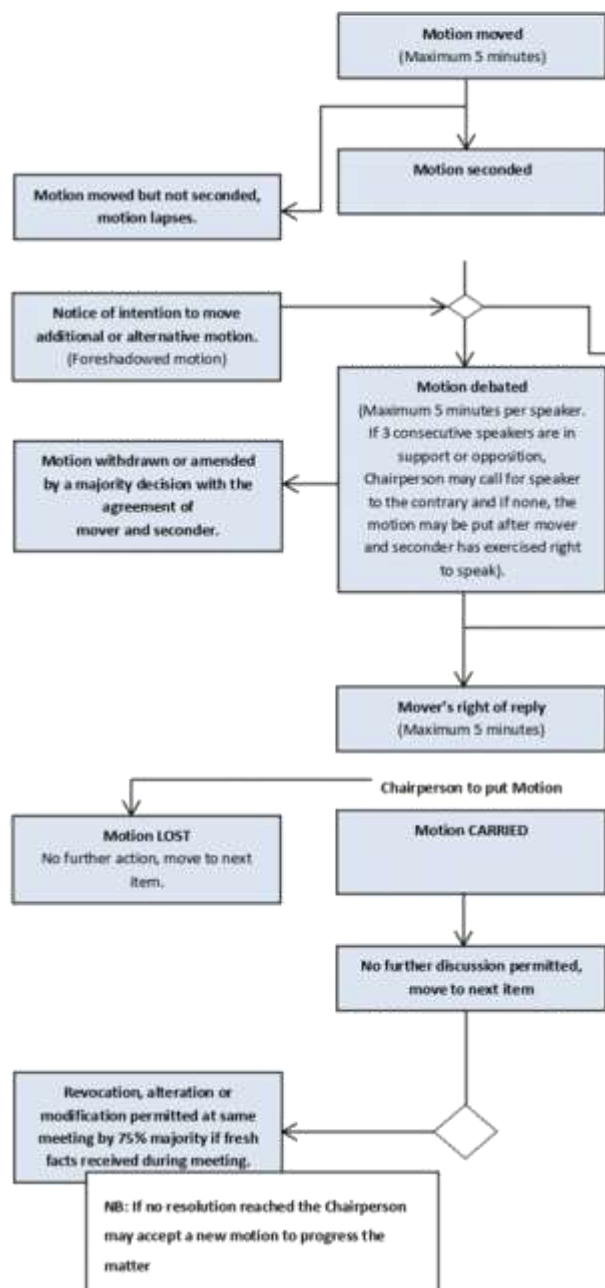 Motion moved
(Maximum 5 minutes)
Motion seconded
Motion moved but not seconded,
motion lapses.
Notice of intention to move
additional or alternative motion.
(Foreshadowed motion)
Motion debated
(Maximum 5 minutes per speaker.
If 3 consecutive speakers are in
support or opposition,
Chairperson may call for speaker
to the contrary and if none, the
motion may be put after mover
and seconder has exercised right
to speak).
Motion withdrawn or amended
by a majority decision with the
agreement of
mover and seconder.
Mover's right of reply
(Maximum 5 minutes)
Chairperson to put Motion
Motion LOST
No further action, move to next
item.
Motion CARRIED
No further discussion permitted,
move to next item
Revocation, alteration or
modification permitted at same
meeting by 75% majority if fresh
facts received during meeting.
NB: If no resolution reached the Chairperson
may accept a new motion to progress the
matter